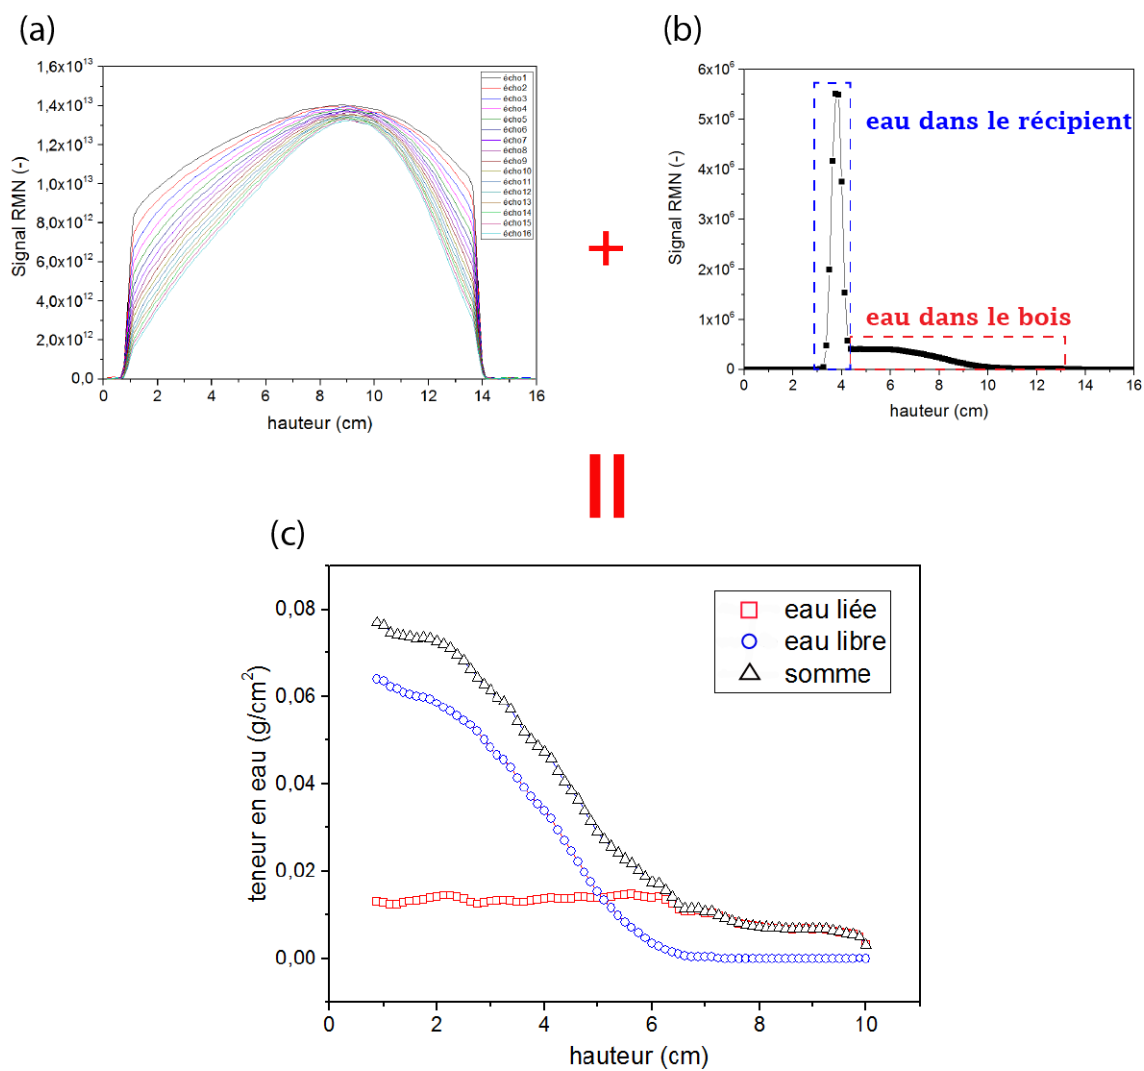 (a)
1,6x10¹³
1,4x10¹³
1,2x10¹³
1,0x10¹³
8,0x10¹²
6,0x10¹²
4,0x10¹²
2,0x10¹²
0,0
Signal RMN (-)
0 2 4 6 8 10 12 14 16
hauteur (cm)
écho1
écho2
écho3
écho4
écho5
écho6
écho7
écho8
écho9
écho10
écho11
écho12
écho13
écho14
écho15
écho16
+
(b)
6x10⁶
5x10⁶
4x10⁶
3x10⁶
2x10⁶
1x10⁶
0
Signal RMN (-)
eau dans le récipient
eau dans le bois
0 2 4 6 8 10 12 14 16
hauteur (cm)
(c)
0,08
0,06
0,04
0,02
0,00
teneur en eau (g/cm²)
eau liée
eau libre
somme
0 2 4 6 8 10
hauteur (cm)